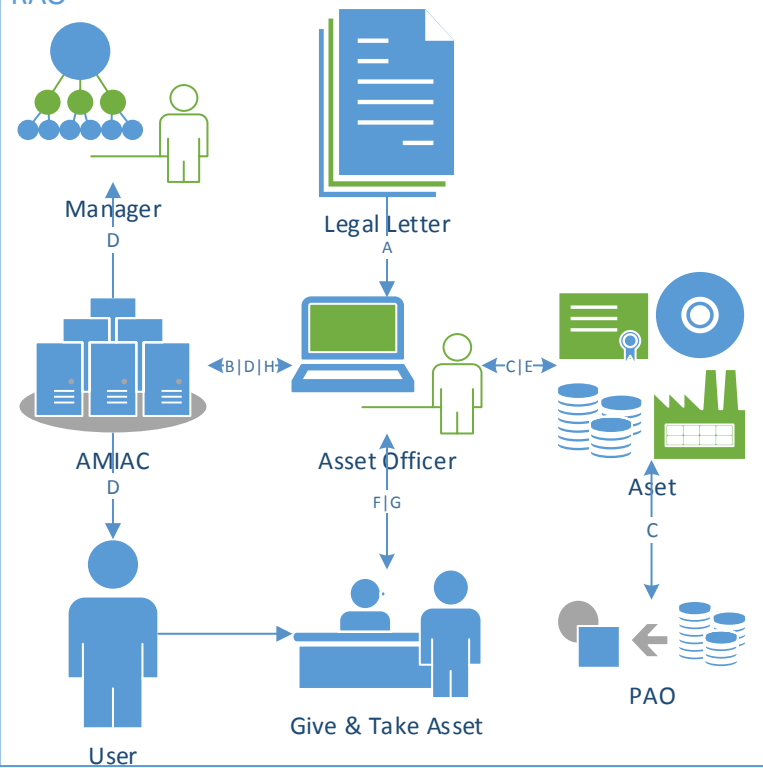 Manager
Legal Letter
D
A
B|D|H
C|E
AMIAC
Asset Officer
Aset
D
F|G
C
PAO
Give & Take Asset
User